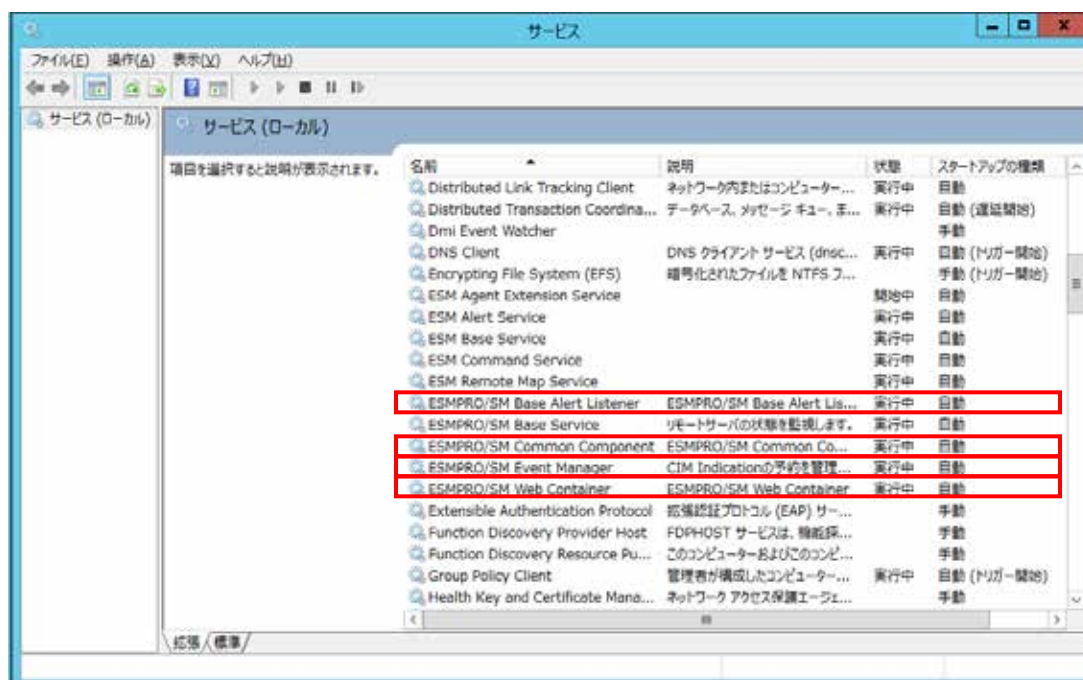 サービス
ファイル(F) 操作(A) 表示(V) ヘルプ(H)
サービス (ローカル)
サービス (ローカル)
項目を選択すると説明が表示されます。
名前 説明 状態 スタートアップの種類
Distributed Link Tracking Client ネットワーク内またはコンピューター... 実行中 自動
Distributed Transaction Coordina... データベース、メッセージ キュー、ま... 実行中 自動 (遅延開始)
Dmi Event Watcher 手動
DNS Client DNS クライアント サービス (dnsc... 実行中 自動 (トリガー開始)
Encrypting File System (EFS) 暗号化されたファイルを NTFS フ... 手動 (トリガー開始)
ESM Agent Extension Service 開始中 自動
ESM Alert Service 実行中 自動
ESM Base Service 実行中 自動
ESM Command Service 実行中 自動
ESM Remote Map Service 実行中 自動
ESMPRO/SM Base Alert Listener ESMPRO/SM Base Alert Lis... 実行中 自動
ESMPRO/SM Base Service リモートサーバの状態を監視します。 実行中 自動
ESMPRO/SM Common Component ESMPRO/SM Common Co... 実行中 自動
ESMPRO/SM Event Manager CIM Indicationの予約を管理... 実行中 自動
ESMPRO/SM Web Container ESMPRO/SM Web Container 実行中 自動
Extensible Authentication Protocol 拡張認証プロトコル (EAP) サー... 手動
Function Discovery Provider Host FDPHOST サービスは、機能探... 手動
Function Discovery Resource Pu... このコンピューターおよびこのコンピ... 手動
Group Policy Client 管理者が構成したコンピューター... 実行中 自動 (トリガー開始)
Health Key and Certificate Mana... ネットワーク アクセス保護エージェ... 手動
拡張 標準